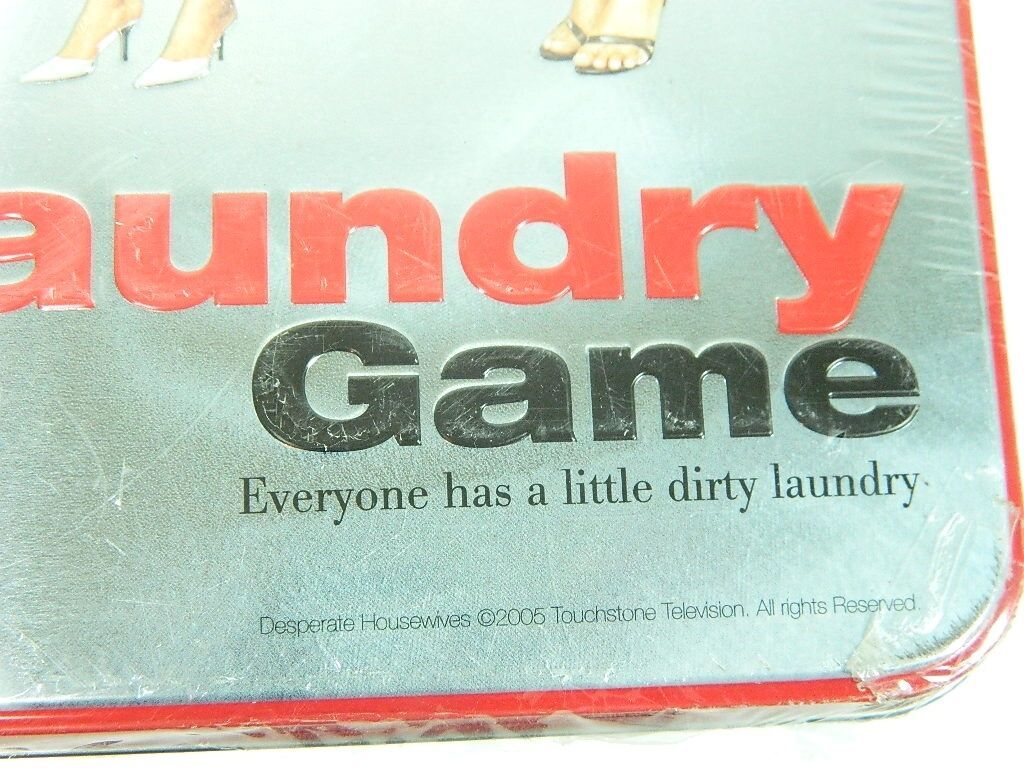 aundry
Game
Everyone has a little dirty laundry.
Desperate Housewives ©2005 Touchstone Television. All rights Reserved.